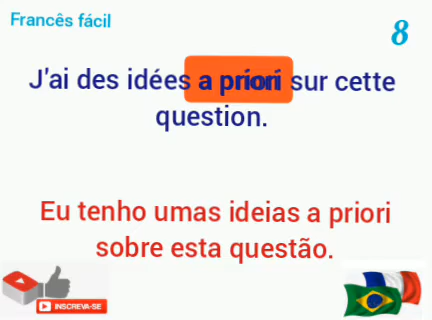 Francês fácil
8
J'ai des idées a priori sur cette
question.
Eu tenho umas ideias a priori
sobre esta questão.
INSCREVA-SE